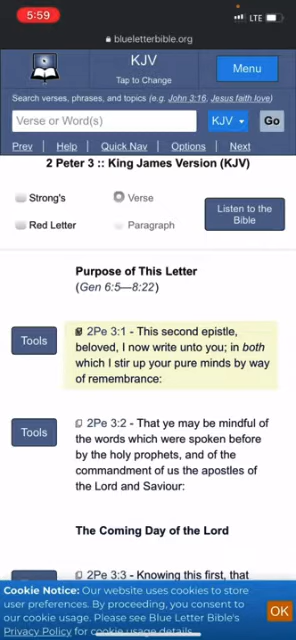 5:59
LTE
blueletterbible.org
KJV
Tap to Change
Menu
Search verses, phrases, and topics (e.g. John 3:16, Jesus faith love)
Verse or Word(s)
KJV
Go
Prev
Help
Quick Nav
Options
Next
2 Peter 3 :: King James Version (KJV)
Strong's
Verse
Red Letter
Paragraph
Listen to the
Bible
Purpose of This Letter
(Gen 6:5—8:22)
Tools
2Pe 3:1 - This second epistle,
beloved, I now write unto you; in both
which I stir up your pure minds by way
of remembrance:
Tools
2Pe 3:2 - That ye may be mindful of
the words which were spoken before
by the holy prophets, and of the
commandment of us the apostles of
the Lord and Saviour:
The Coming Day of the Lord
2Pe 3:3 - Knowing this first, that
Cookie Notice: Our website uses cookies to store
user preferences. By proceeding, you consent to
our cookie usage. Please see Blue Letter Bible's
Privacy Policy for cookie usage details.
OK